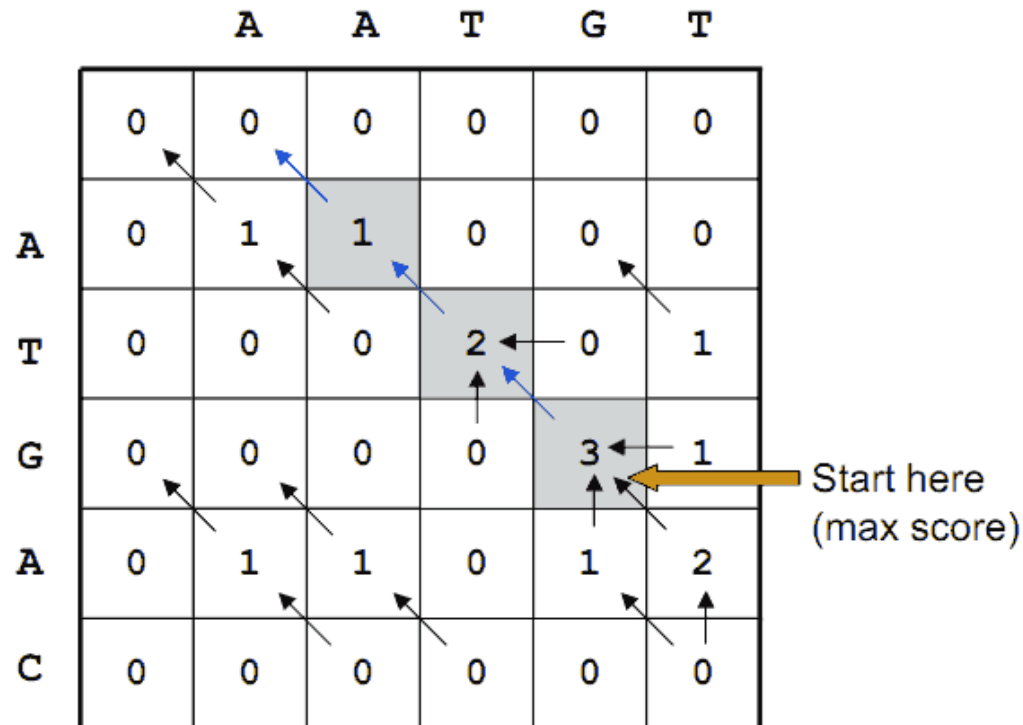 A A T G T
0 0 0 0 0 0
A 0 1 1 0 0 0
T 0 0 0 2 0 1
G 0 0 0 0 3 1
Start here
(max score)
A 0 1 1 0 1 2
C 0 0 0 0 0 0